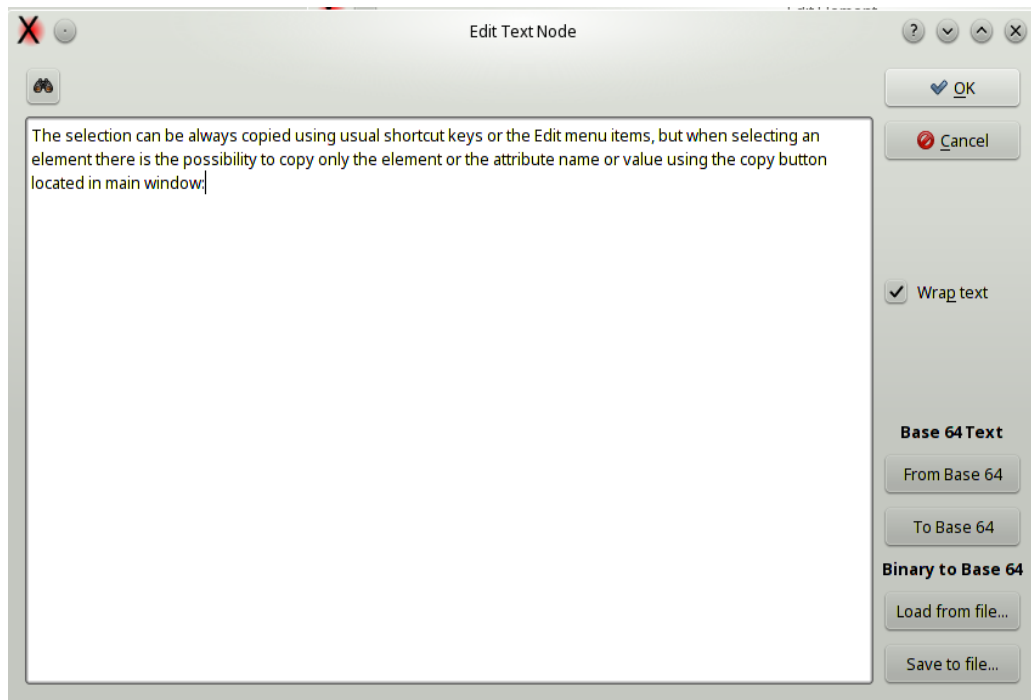 Edit Text Node
?
OK
The selection can be always copied using usual shortcut keys or the Edit menu items, but when selecting an
element there is the possibility to copy only the element or the attribute name or value using the copy button
located in main window:
Cancel
Wrap text
Base 64 Text
From Base 64
To Base 64
Binary to Base 64
Load from file...
Save to file...